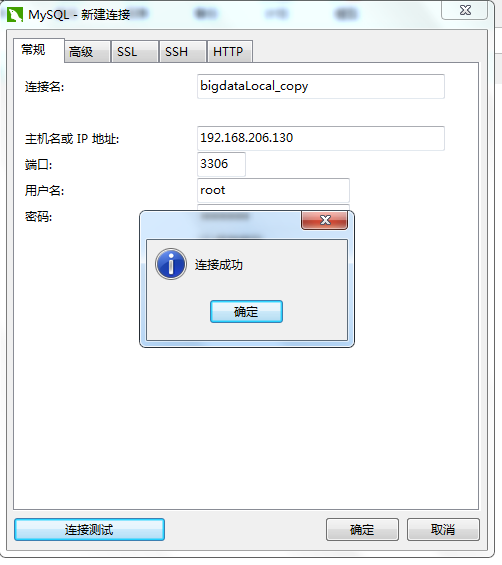 MySQL - 新建连接
常规 高级 SSL SSH HTTP
连接名: bigdataLocal_copy
主机名或 IP 地址: 192.168.206.130
端口: 3306
用户名: root
密码:
连接成功
确定
连接测试 确定 取消